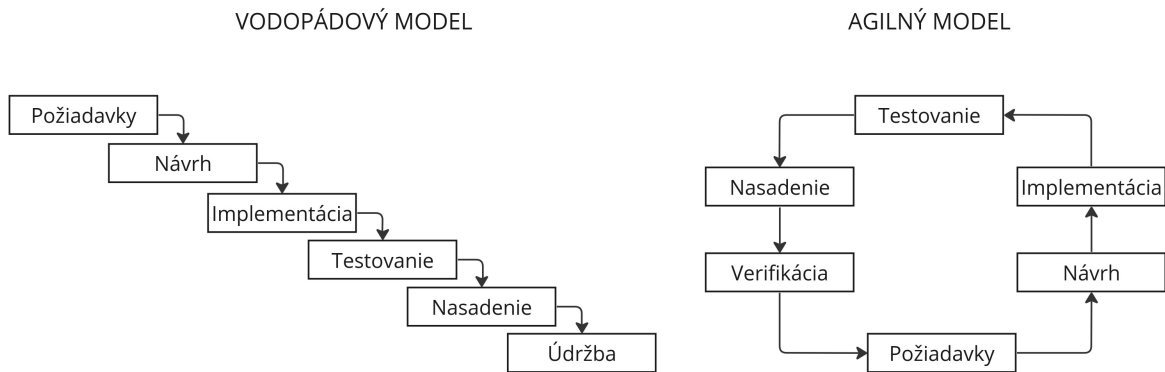 VODOPÁDOVÝ MODEL
Požiadavky
Návrh
Implementácia
Testovanie
Nasadenie
Údržba
AGILNÝ MODEL
Testovanie
Nasadenie
Implementácia
Verifikácia
Návrh
Požiadavky